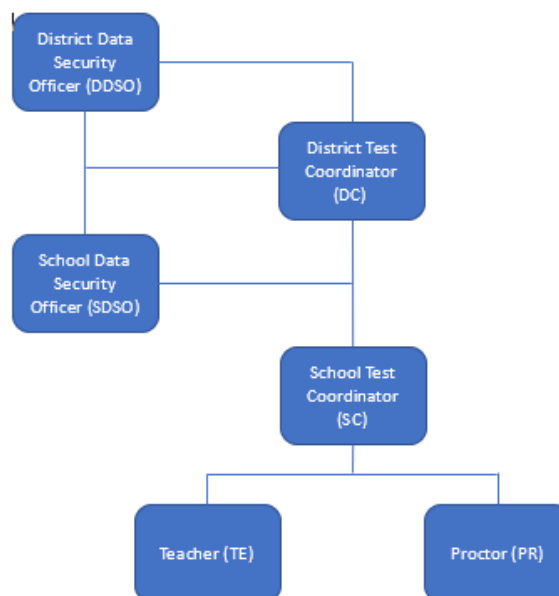 District Data
Security
Officer (DDSO)
District Test
Coordinator
(DC)
School Data
Security
Officer (SDSO)
School Test
Coordinator
(SC)
Teacher (TE)
Proctor (PR)